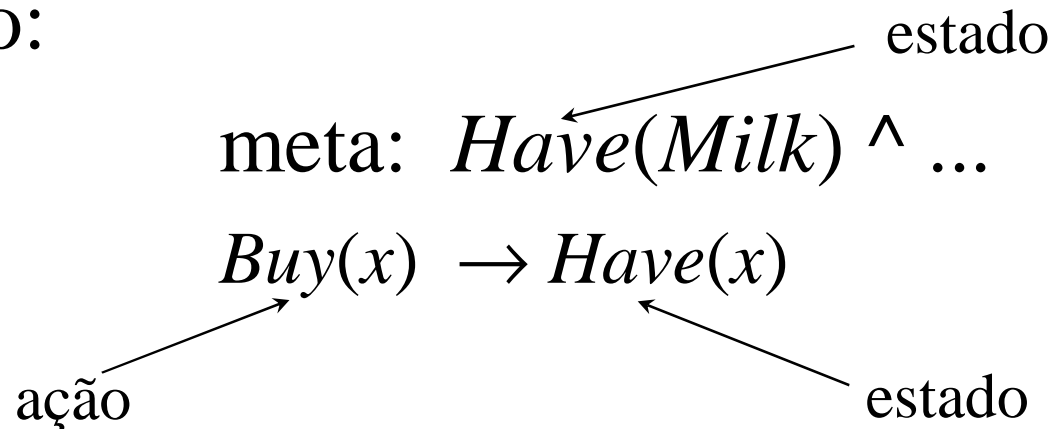 o:
estado
meta: Have(Milk) ^ ...
Buy(x) → Have(x)
ação
estado